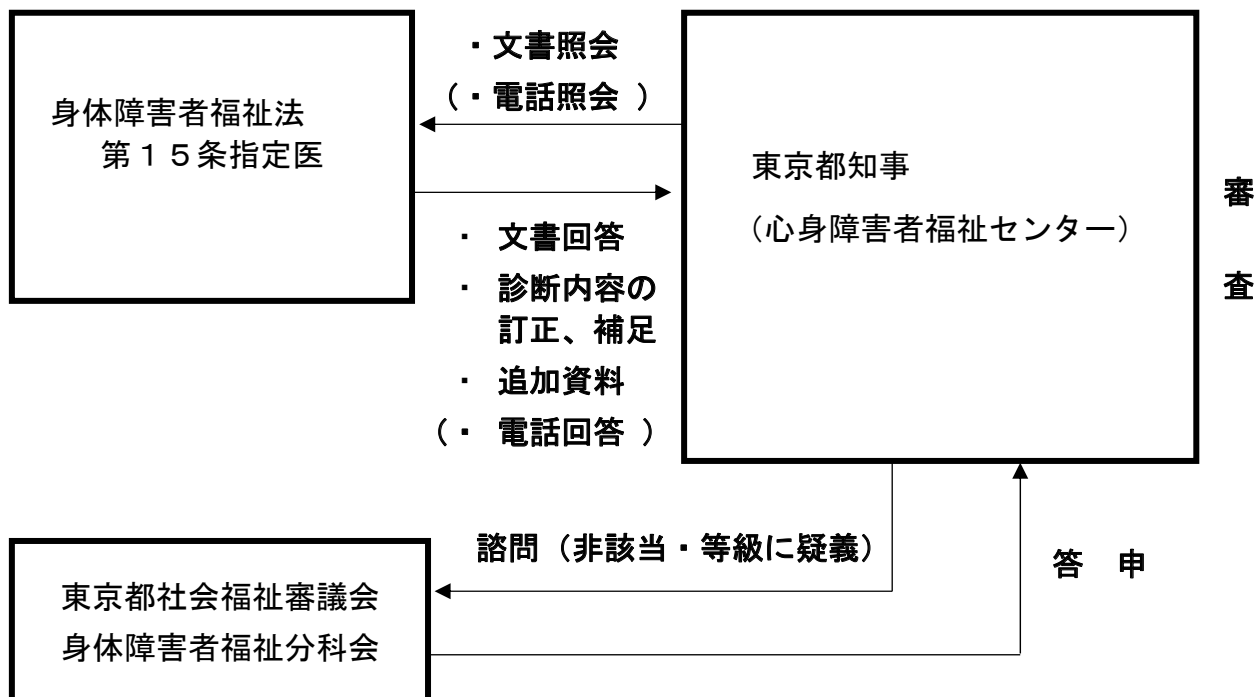 ・文書照会
（・電話照会 ）
身体障害者福祉法
第１５条指定医
東京都知事
（心身障害者福祉センター）
審
査
・ 文書回答
・ 診断内容の
訂正、補足
・ 追加資料
（・ 電話回答 ）
諮問（非該当・等級に疑義）
答 申
東京都社会福祉審議会
身体障害者福祉分科会